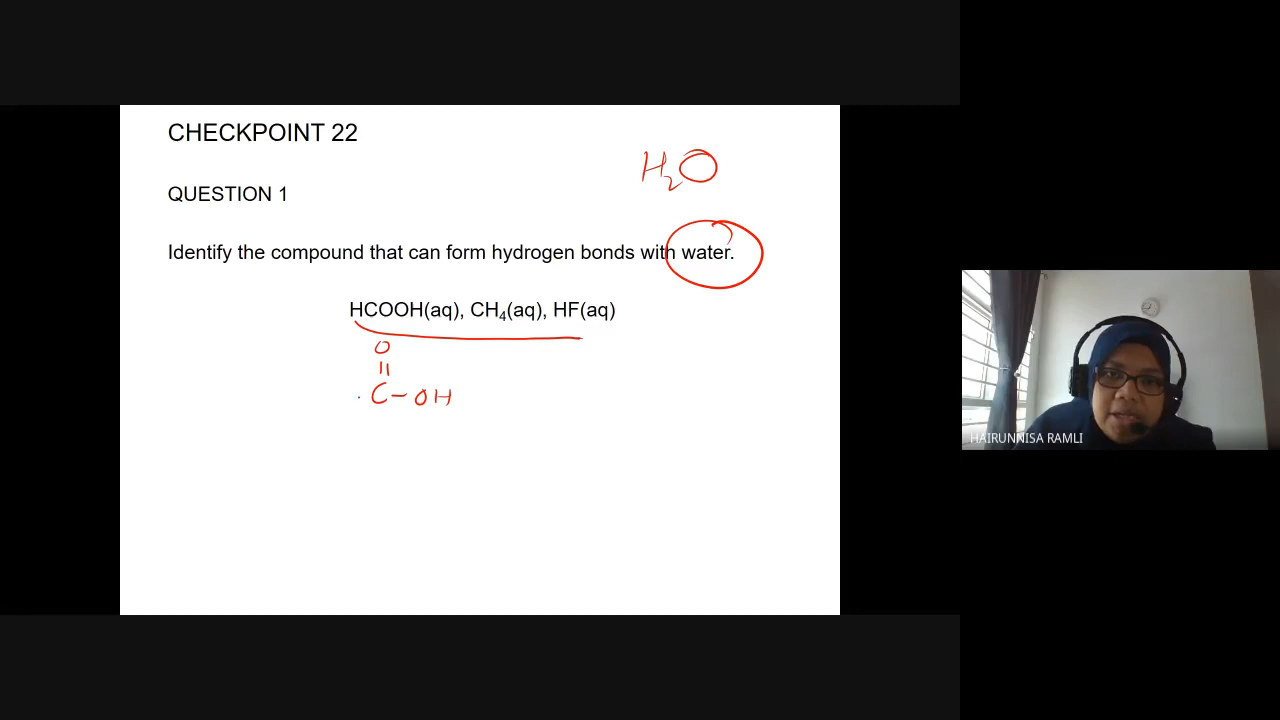 CHECKPOINT 22
H₂O
QUESTION 1
Identify the compound that can form hydrogen bonds with water.
HCOOH(aq), CH₄(aq), HF(aq)
O
C-OH
HAIRUNNISA RAMLI